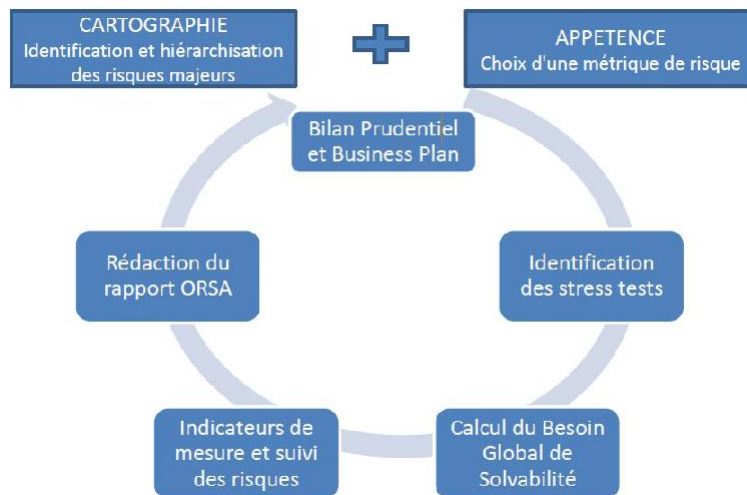 CARTOGRAPHIE
Identification et hiérarchisation
des risques majeurs
APPETENCE
Choix d'une métrique de risque
Bilan Prudentiel
et Business Plan
Identification
des stress tests
Calcul du Besoin
Global de
Solvabilité
Indicateurs de
mesure et suivi
des risques
Rédaction du
rapport ORSA